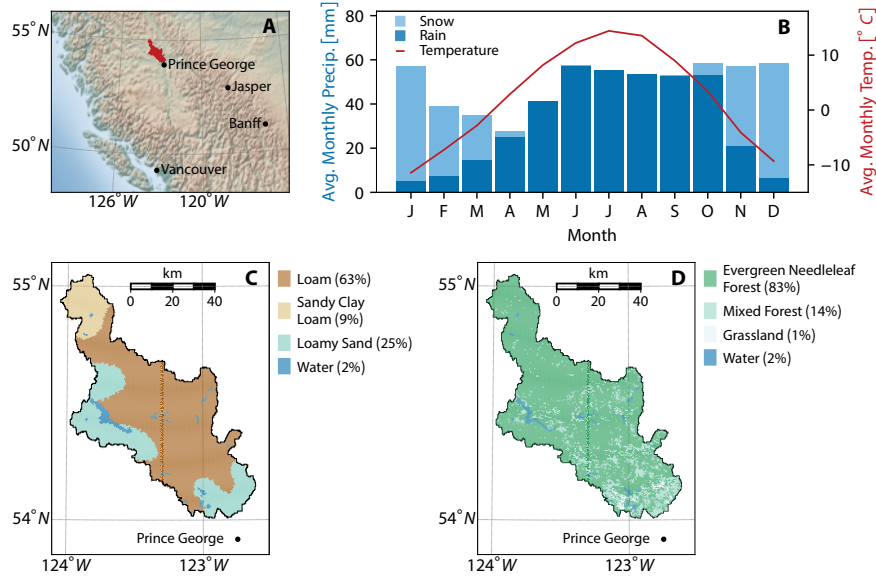 A
55°N
50°N
126°W
120°W
Prince George
Jasper
Banff
Vancouver
B
Avg. Monthly Precip. [mm]
80
60
40
20
0
Snow
Rain
Temperature
J F M A M J J A S O N D
Month
10
0
−10
Avg. Monthly Temp. [° C]
C
km
0 20 40
55°N
54°N
124°W
123°W
Prince George
Loam (63%)
Sandy Clay
Loam (9%)
Loamy Sand (25%)
Water (2%)
D
km
0 20 40
55°N
54°N
124°W
123°W
Prince George
Evergreen Needleleaf
Forest (83%)
Mixed Forest (14%)
Grassland (1%)
Water (2%)